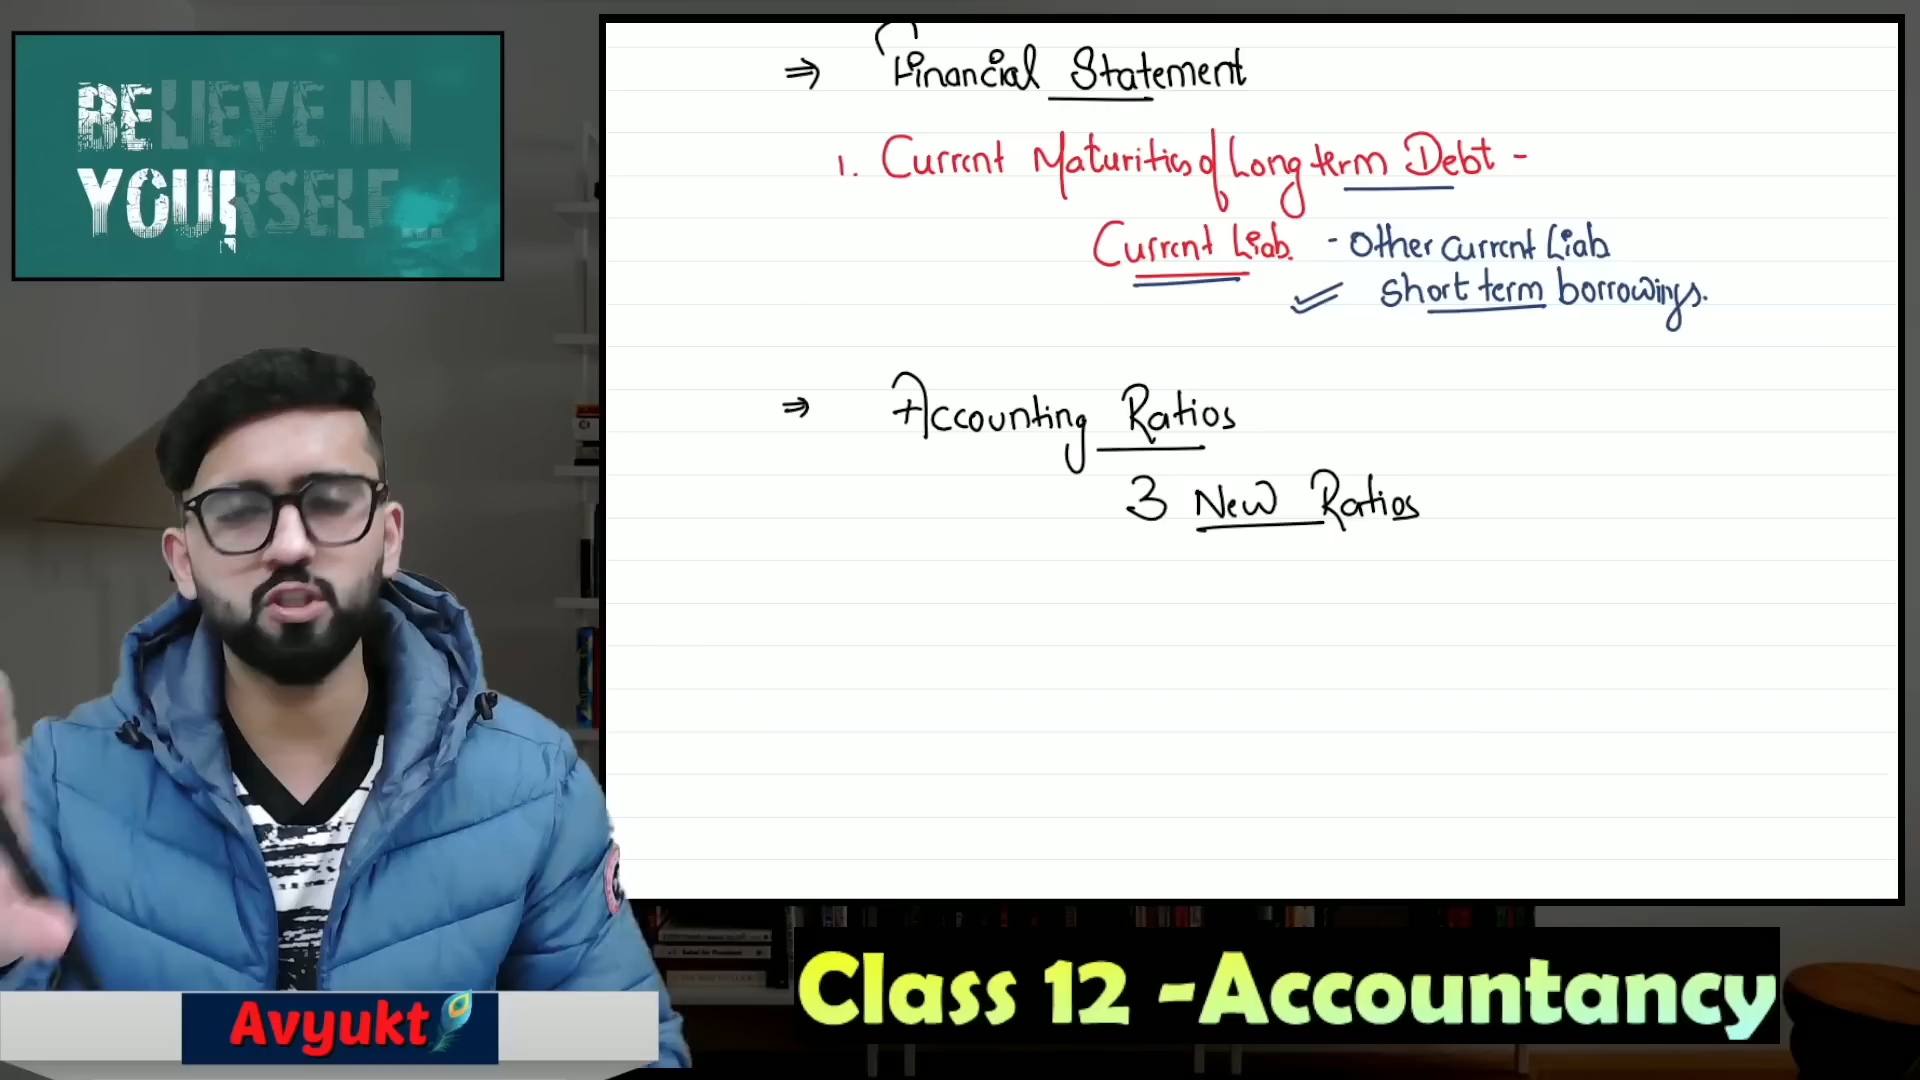 BELIEVE IN
YOURSELF...
⇒ Financial Statement
1. Current Maturities of Long term Debt -
Current Liab. - Other current Liab
short term borrowings.
⇒ Accounting Ratios
3 New Ratios
Class 12 -Accountancy
Avyukt